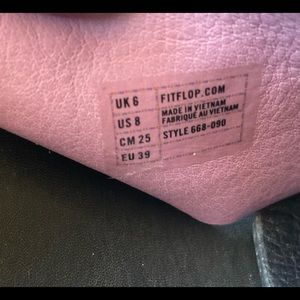 UK 6
US 8
CM 25
EU 39
FITFLOP.COM
MADE IN VIETNAM
FABRIQUÉ AU VIETNAM
STYLE 668-090